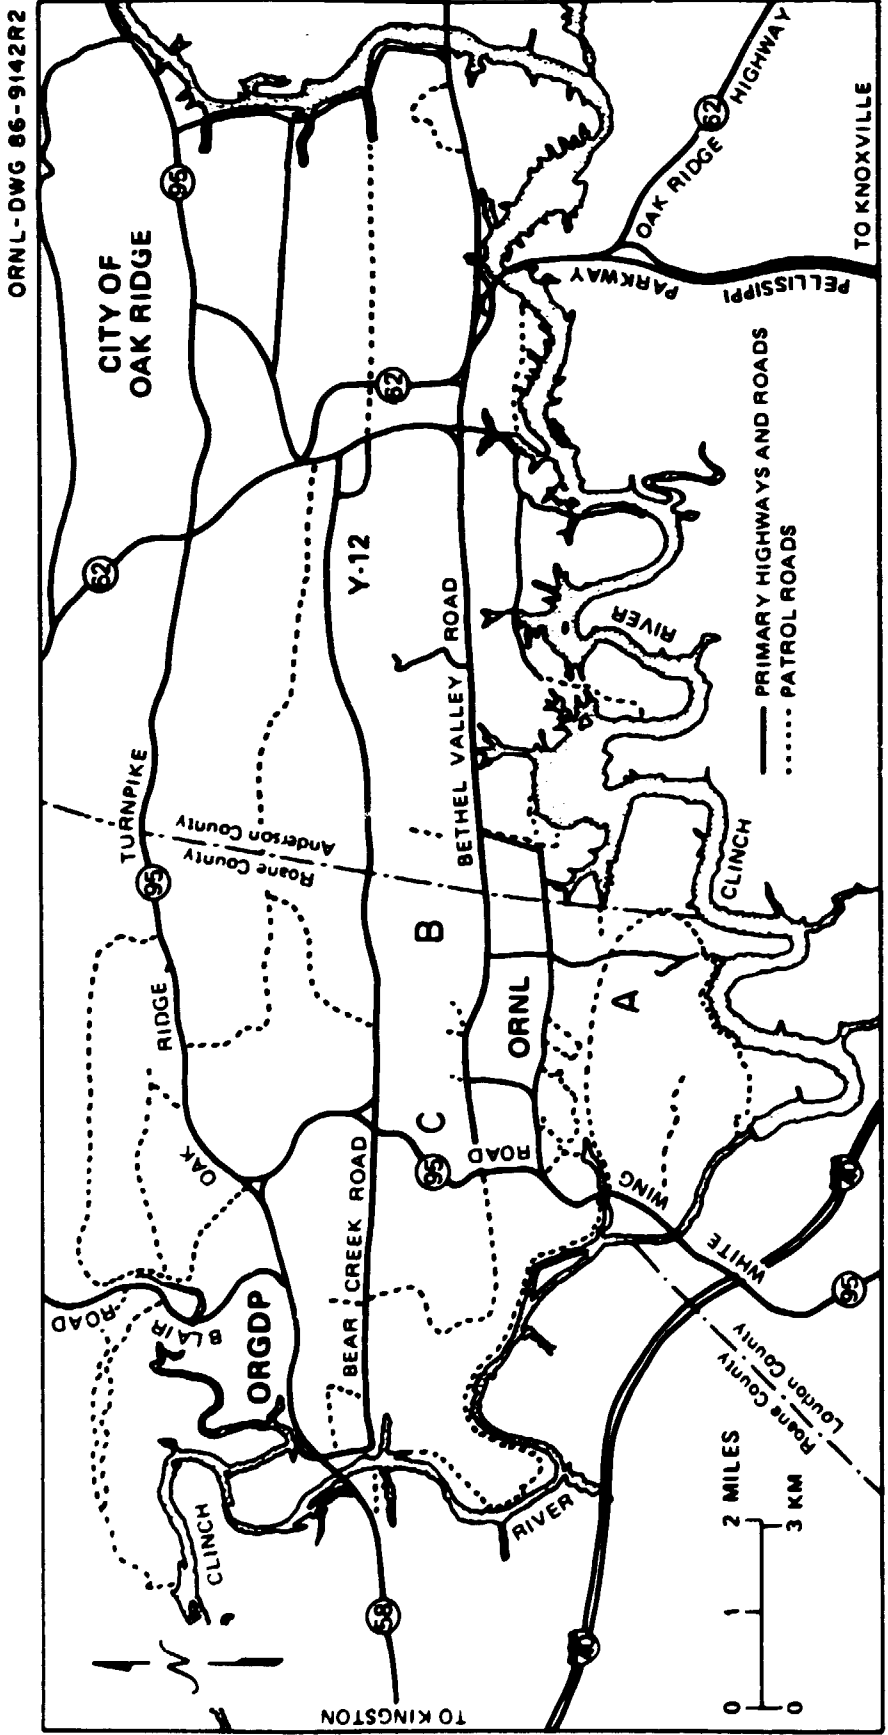 ORNL-DWG 86-9142R2
CITY OF
OAK RIDGE
95
62
62
OAK RIDGE HIGHWAY
62
PELLISSIPPI PARKWAY
TO KNOXVILLE
OAK RIDGE TURNPIKE
95
Anderson County
Roane County
Y-12
BETHEL VALLEY ROAD
CLINCH RIVER
B
ORNL
A
C
95
WHITE WING ROAD
BEAR CREEK ROAD
BLAIR ROAD
ORGDP
CLINCH RIVER
58
TO KINGSTON
40
40
95
Roane County
Loudon County
N
0 1 2 MILES
0 3 KM
PRIMARY HIGHWAYS AND ROADS
PATROL ROADS